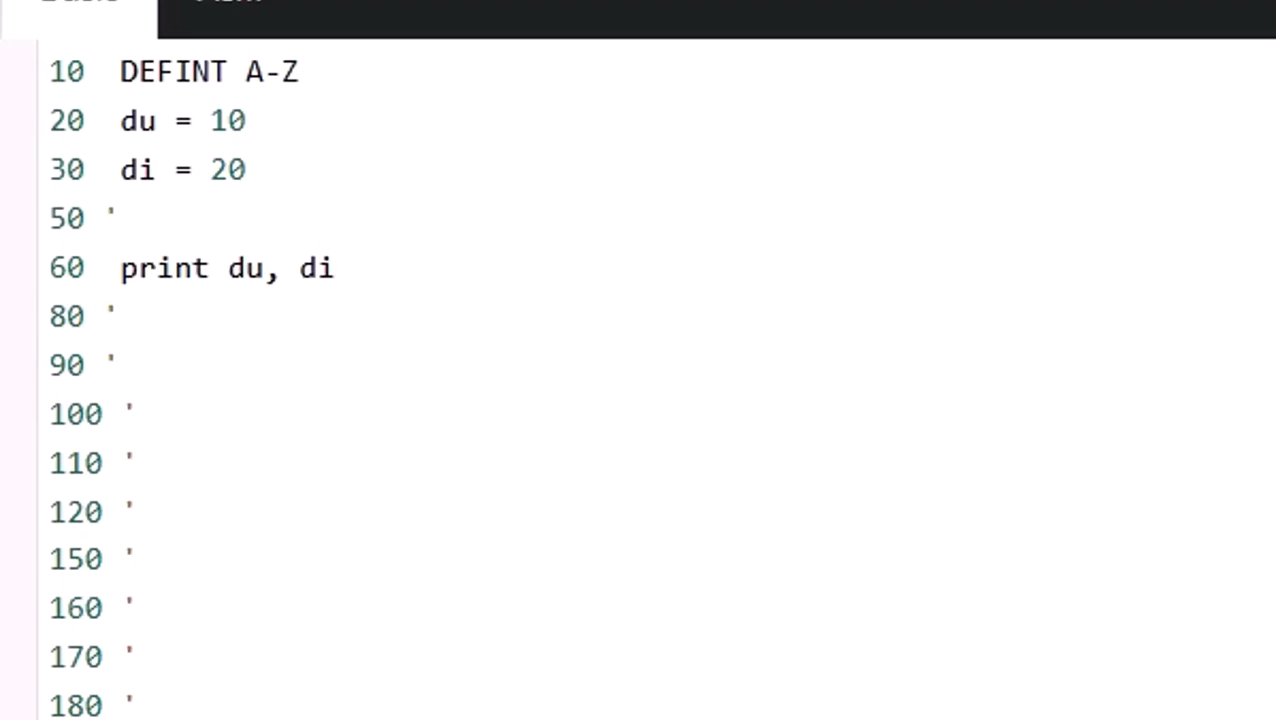 10  DEFINT A-Z
20  du = 10
30  di = 20
50 '
60  print du, di
80 '
90 '
100 '
110 '
120 '
150 '
160 '
170 '
180 '